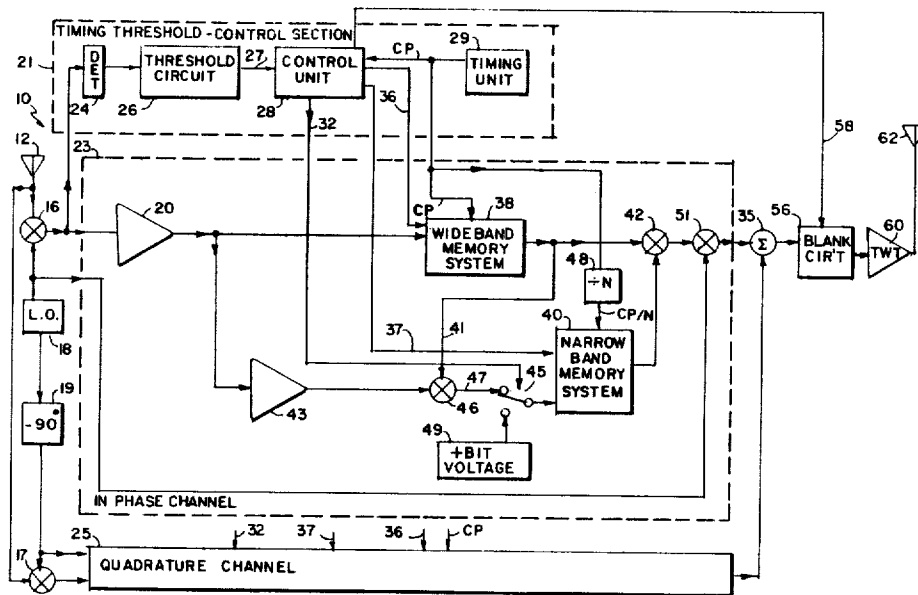 TIMING THRESHOLD - CONTROL SECTION
21
DET
24
THRESHOLD
CIRCUIT
26
27
CONTROL
UNIT
28
CP
29
TIMING
UNIT
36
32
58
62
10
12
23
16
20
CP
38
WIDE BAND
MEMORY
SYSTEM
42
51
35
Σ
56
BLANK
CIR'T
60
TWT
48
÷N
CP/N
L.O.
18
37
41
40
NARROW
BAND
MEMORY
SYSTEM
19
-90°
43
46
47
45
49
+BIT
VOLTAGE
IN PHASE CHANNEL
17
25
32
37
36
CP
QUADRATURE CHANNEL